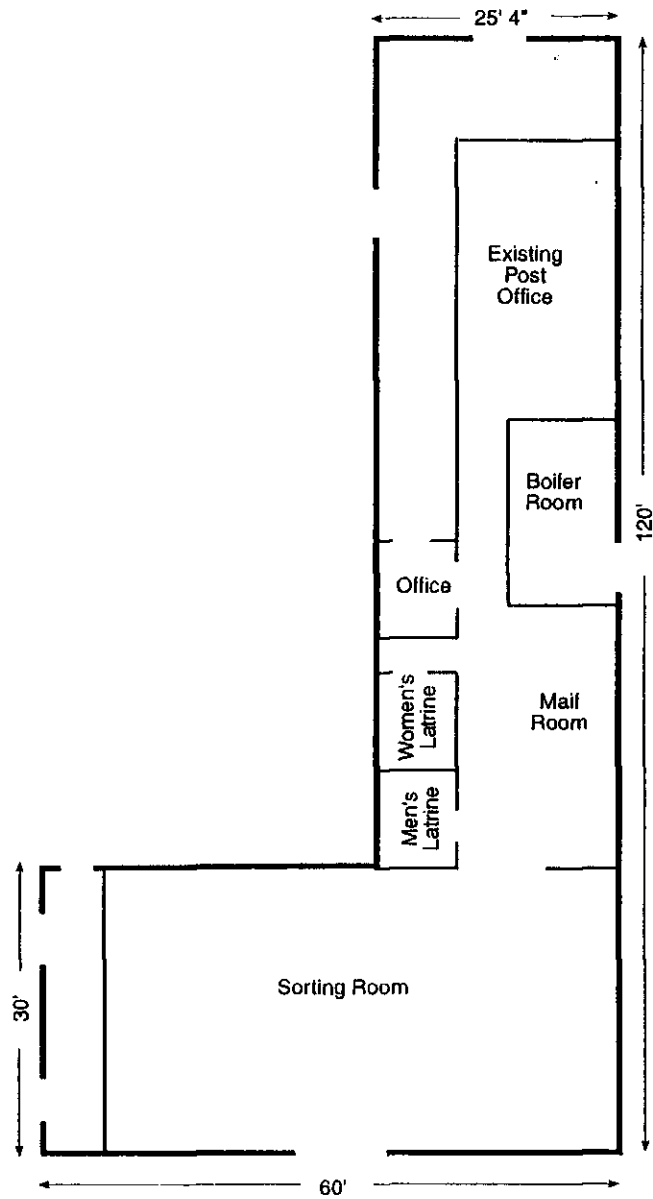 25' 4"
Existing
Post
Office
Boiler
Room
120'
Office
Women's
Latrine
Mail
Room
Men's
Latrine
30'
Sorting Room
60'